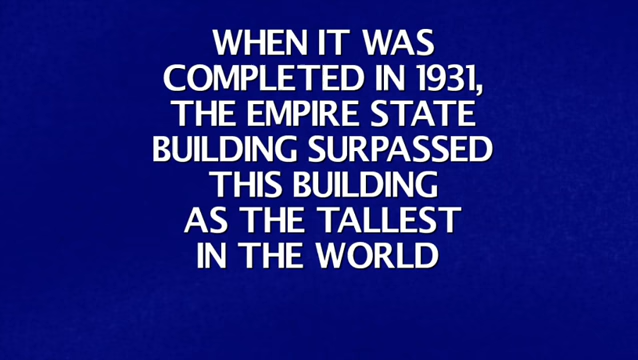 WHEN IT WAS
COMPLETED IN 1931,
THE EMPIRE STATE
BUILDING SURPASSED
THIS BUILDING
AS THE TALLEST
IN THE WORLD